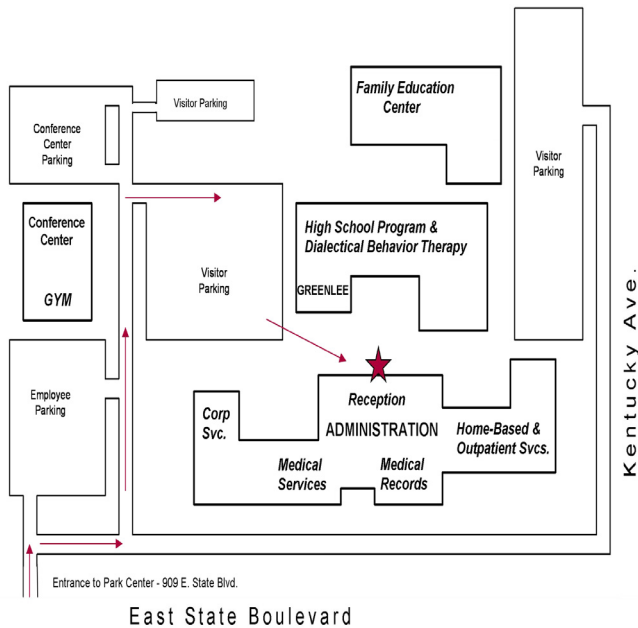 Family Education
Center
Visitor Parking
Conference
Center
Parking
Visitor
Parking
Conference
Center
GYM
High School Program &
Dialectical Behavior Therapy
GREENLEE
Visitor
Parking
Employee
Parking
Kentucky Ave.
Reception
Corp
Svc.
ADMINISTRATION
Home-Based &
Outpatient Svcs.
Medical
Services
Medical
Records
Entrance to Park Center - 909 E. State Blvd.
East State Boulevard